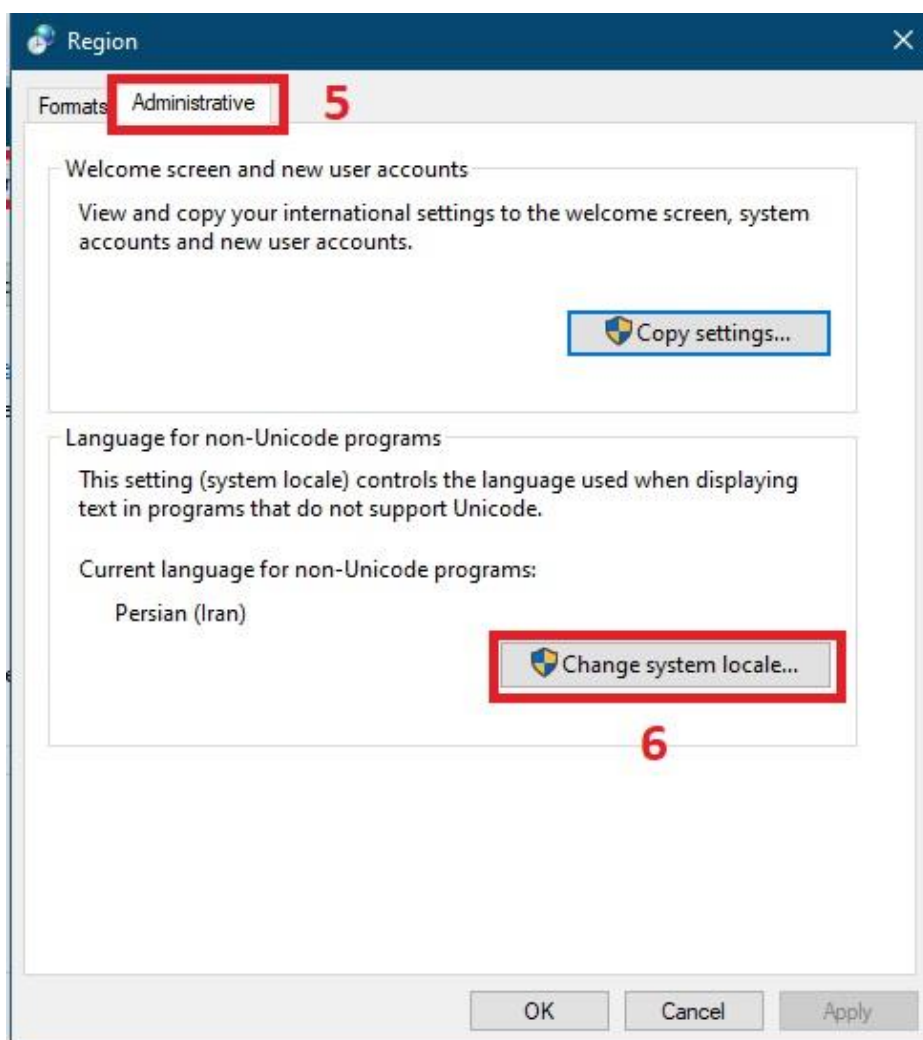 Region
Formats
Administrative
5
Welcome screen and new user accounts
View and copy your international settings to the welcome screen, system
accounts and new user accounts.
Copy settings...
Language for non-Unicode programs
This setting (system locale) controls the language used when displaying
text in programs that do not support Unicode.
Current language for non-Unicode programs:
Persian (Iran)
Change system locale...
6
OK
Cancel
Apply